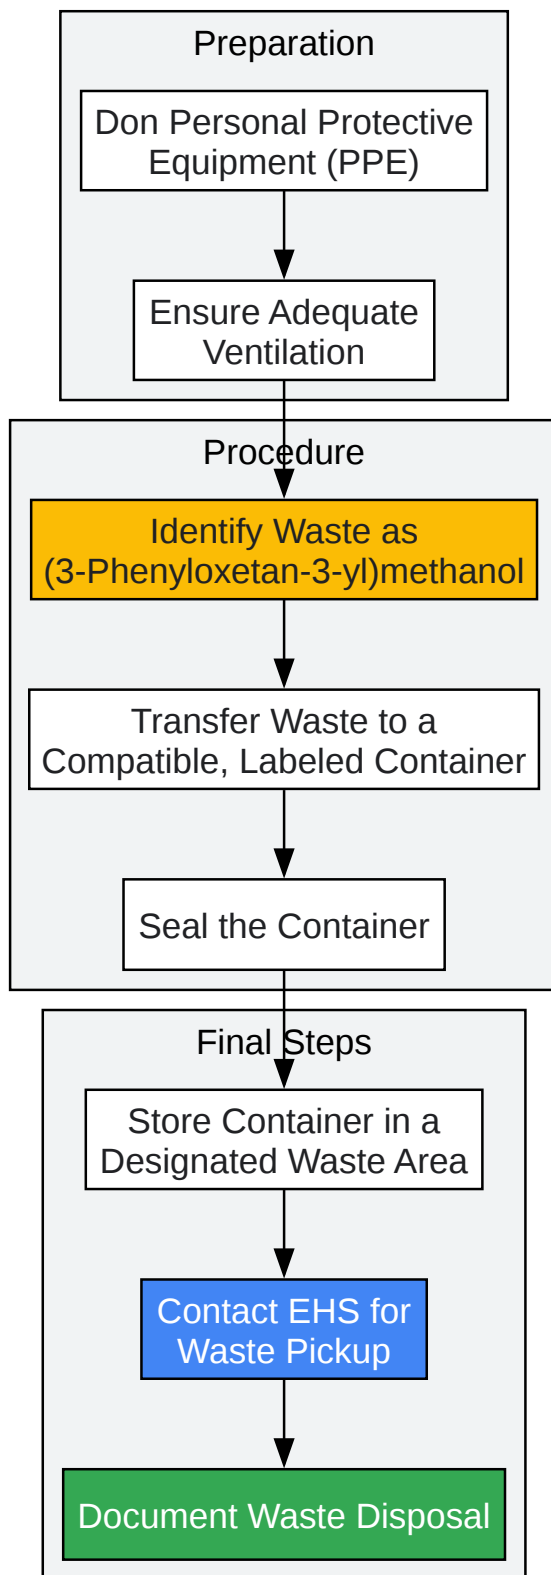 Preparation
Don Personal Protective
Equipment (PPE)
Ensure Adequate
Ventilation
Procedure
Identify Waste as
(3-Phenyloxetan-3-yl)methanol
Transfer Waste to a
Compatible, Labeled Container
Seal the Container
Final Steps
Store Container in a
Designated Waste Area
Contact EHS for
Waste Pickup
Document Waste Disposal